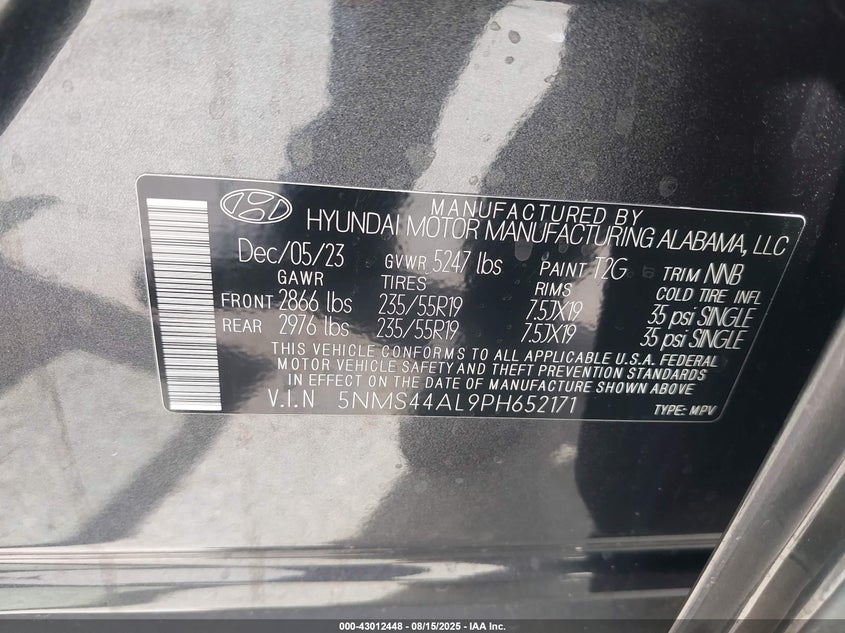 MANUFACTURED BY
HYUNDAI MOTOR MANUFACTURING ALABAMA, LLC
Dec/05/23 GVWR 5247 lbs PAINT T2G TRIM NNB
GAWR TIRES RIMS COLD TIRE INFL
FRONT 2866 lbs 235/55R19 7.5JX19 35 psi SINGLE
REAR 2976 lbs 235/55R19 7.5JX19 35 psi SINGLE
THIS VEHICLE CONFORMS TO ALL APPLICABLE U.S.A. FEDERAL
MOTOR VEHICLE SAFETY AND THEFT PREVENTION STANDARDS
IN EFFECT ON THE DATE OF MANUFACTURE SHOWN ABOVE
V.I.N 5NMS44AL9PH652171 TYPE: MPV
000-43012448 - 08/15/2025 - IAA Inc.